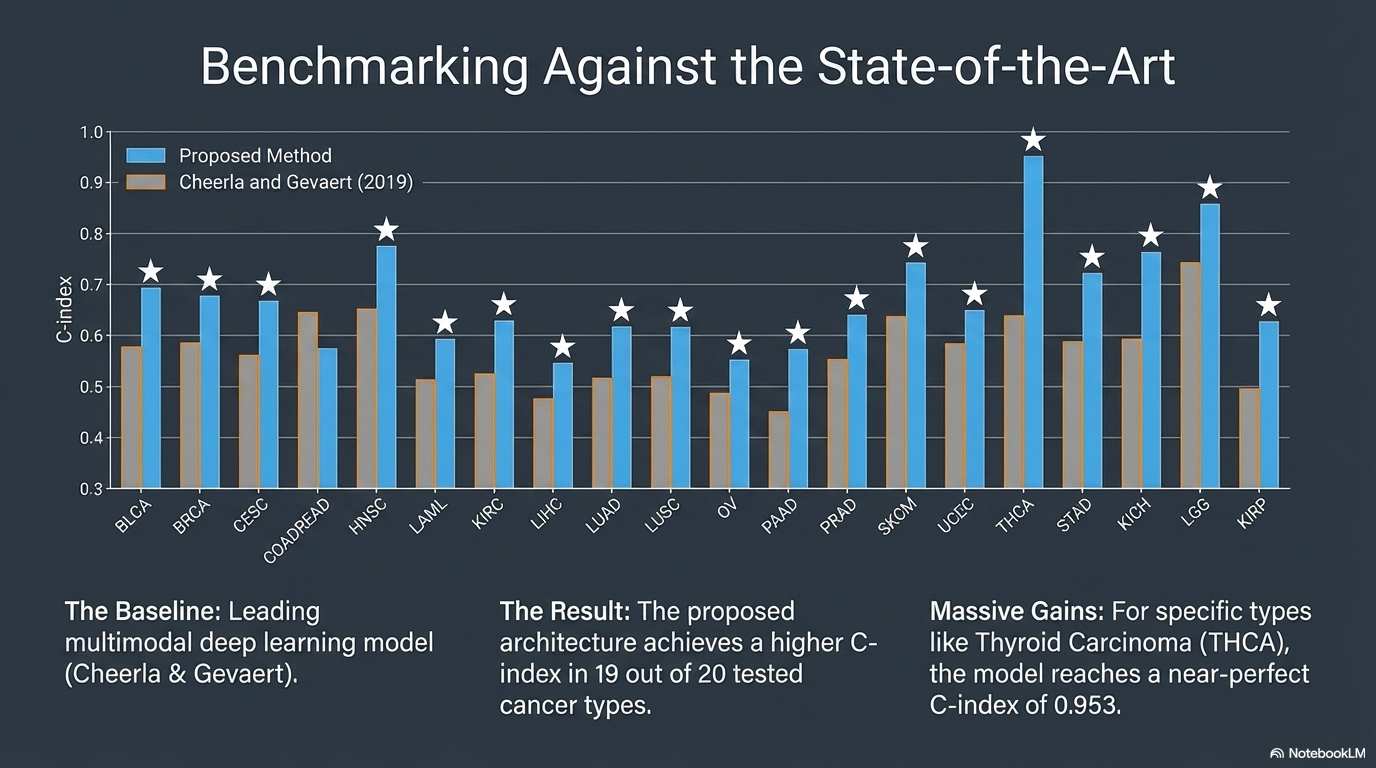 Benchmarking Against the State-of-the-Art
1.0
0.9
0.8
0.7
0.6
0.5
0.4
0.3
C-index
Proposed Method
Cheerla and Gevaert (2019)
BLCA
BRCA
CESC
COADREAD
HNSC
LAML
KIRC
LIHC
LUAD
LUSC
OV
PAAD
PRAD
SKCM
UCEC
THCA
STAD
KICH
LGG
KIRP
The Baseline: Leading
multimodal deep learning model
(Cheerla & Gevaert).
The Result: The proposed
architecture achieves a higher C-
index in 19 out of 20 tested
cancer types.
Massive Gains: For specific types
like Thyroid Carcinoma (THCA),
the model reaches a near-perfect
C-index of 0.953.
NotebookLM